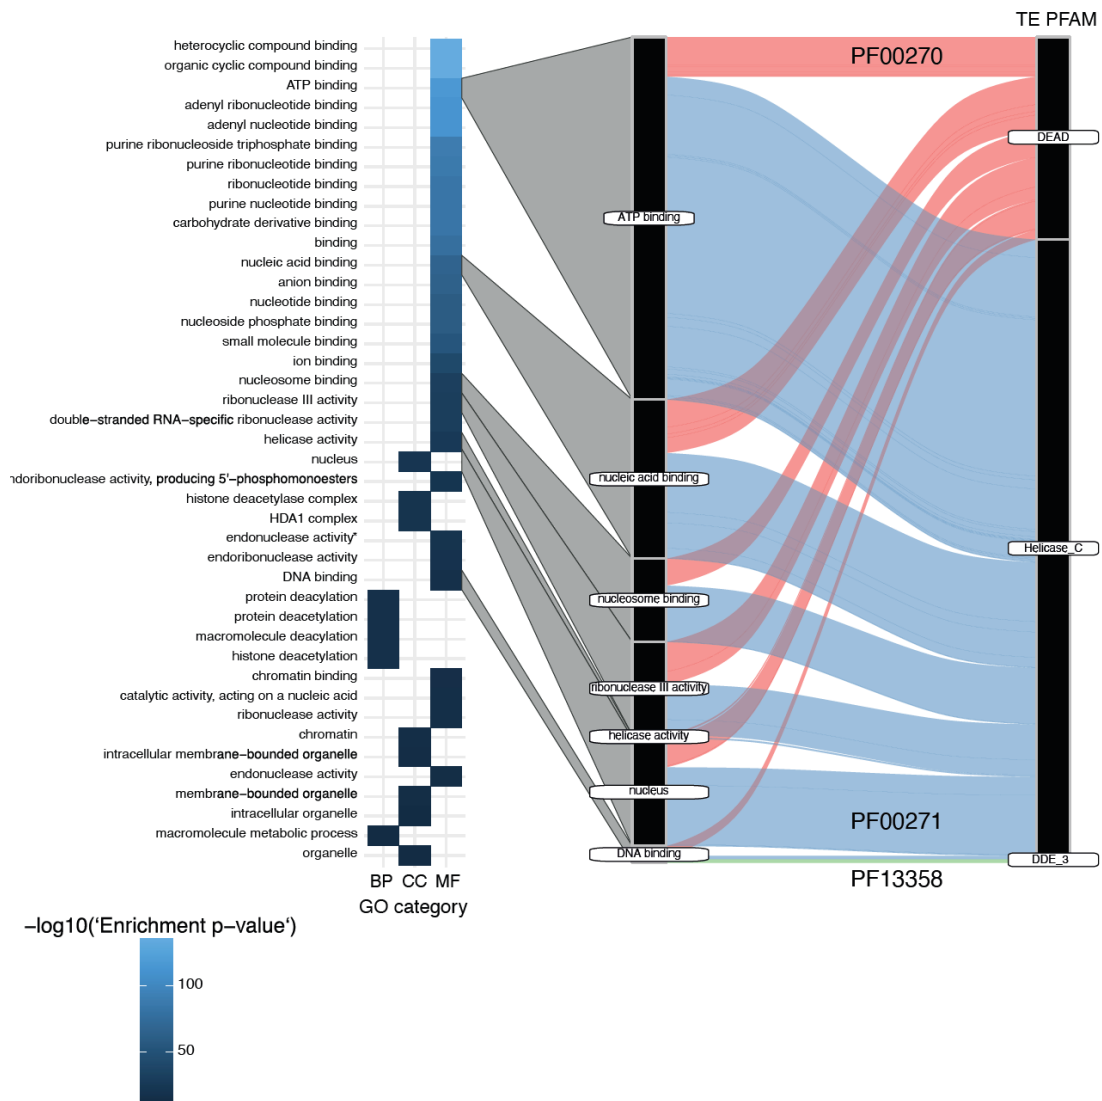 TE PFAM
heterocyclic compound binding
organic cyclic compound binding
ATP binding
adenyl ribonucleotide binding
adenyl nucleotide binding
purine ribonucleoside triphosphate binding
purine ribonucleotide binding
ribonucleotide binding
purine nucleotide binding
carbohydrate derivative binding
binding
nucleic acid binding
anion binding
nucleotide binding
nucleoside phosphate binding
small molecule binding
ion binding
nucleosome binding
ribonuclease III activity
double−stranded RNA−specific ribonuclease activity
helicase activity
nucleus
ndoribonuclease activity, producing 5'−phosphomonoesters
histone deacetylase complex
HDA1 complex
endonuclease activity*
endoribonuclease activity
DNA binding
protein deacylation
protein deacetylation
macromolecule deacylation
histone deacetylation
chromatin binding
catalytic activity, acting on a nucleic acid
ribonuclease activity
chromatin
intracellular membrane−bounded organelle
endonuclease activity
membrane−bounded organelle
intracellular organelle
macromolecule metabolic process
organelle
BP CC MF
GO category
PF00270
DEAD
ATP binding
nucleic acid binding
Helicase_C
nucleosome binding
ribonuclease III activity
helicase activity
nucleus
PF00271
DNA binding
DDE_3
PF13358
−log10(‘Enrichment p−value‘)
100
50